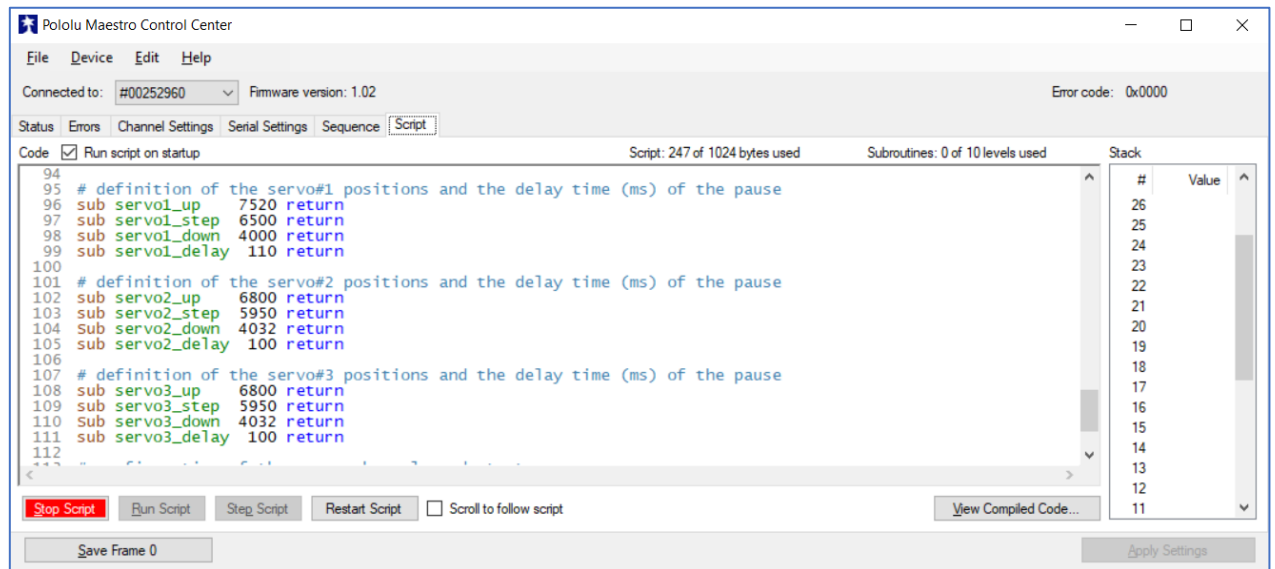 Pololu Maestro Control Center
File Device Edit Help
Connected to: #00252960 Firmware version: 1.02 Error code: 0x0000
Status Errors Channel Settings Serial Settings Sequence Script
Code Run script on startup Script: 247 of 1024 bytes used Subroutines: 0 of 10 levels used Stack
# Value
94
95 # definition of the servo#1 positions and the delay time (ms) of the pause
96 sub servo1_up 7520 return
97 sub servo1_step 6500 return
98 sub servo1_down 4000 return
99 sub servo1_delay 110 return
100
101 # definition of the servo#2 positions and the delay time (ms) of the pause
102 sub servo2_up 6800 return
103 sub servo2_step 5950 return
104 Sub servo2_down 4032 return
105 sub servo2_delay 100 return
106
107 # definition of the servo#3 positions and the delay time (ms) of the pause
108 sub servo3_up 6800 return
109 sub servo3_step 5950 return
110 Sub servo3_down 4032 return
111 sub servo3_delay 100 return
112
26
25
24
23
22
21
20
19
18
17
16
15
14
13
12
11
Stop Script Run Script Step Script Restart Script Scroll to follow script View Compiled Code...
Save Frame 0 Apply Settings